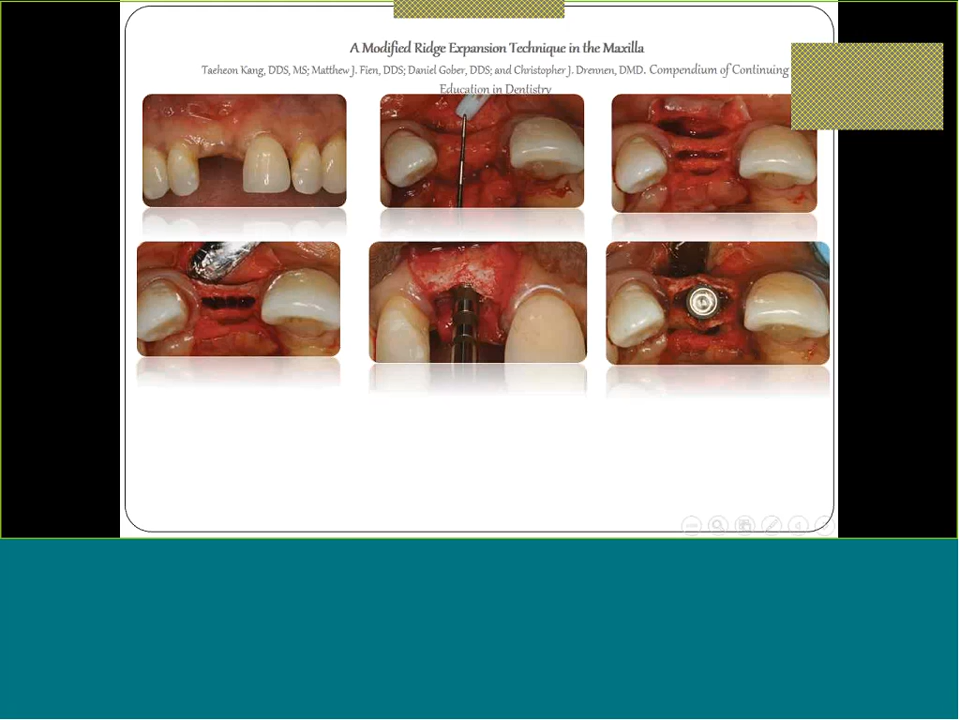 A Modified Ridge Expansion Technique in the Maxilla
Taeheon Kang, DDS, MS; Matthew J. Fien, DDS; Daniel Gober, DDS; and Christopher J. Drennen, DMD. Compendium of Continuing
Education in Dentistry